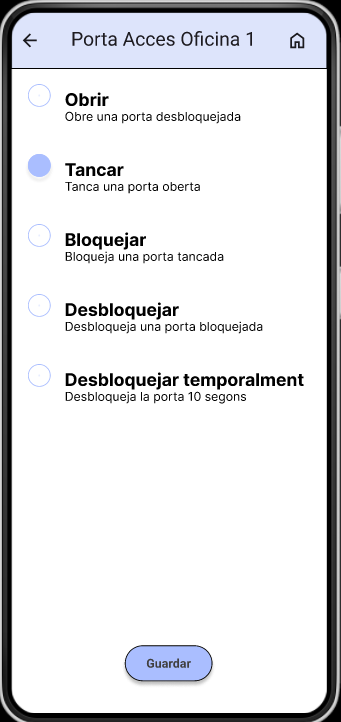 Porta Acces Oficina 1
Obrir
Obre una porta desbloquejada
Tancar
Tanca una porta oberta
Bloquejar
Bloqueja una porta tancada
Desbloquejar
Desbloqueja una porta bloquejada
Desbloquejar temporalment
Desbloqueja la porta 10 segons
Guardar